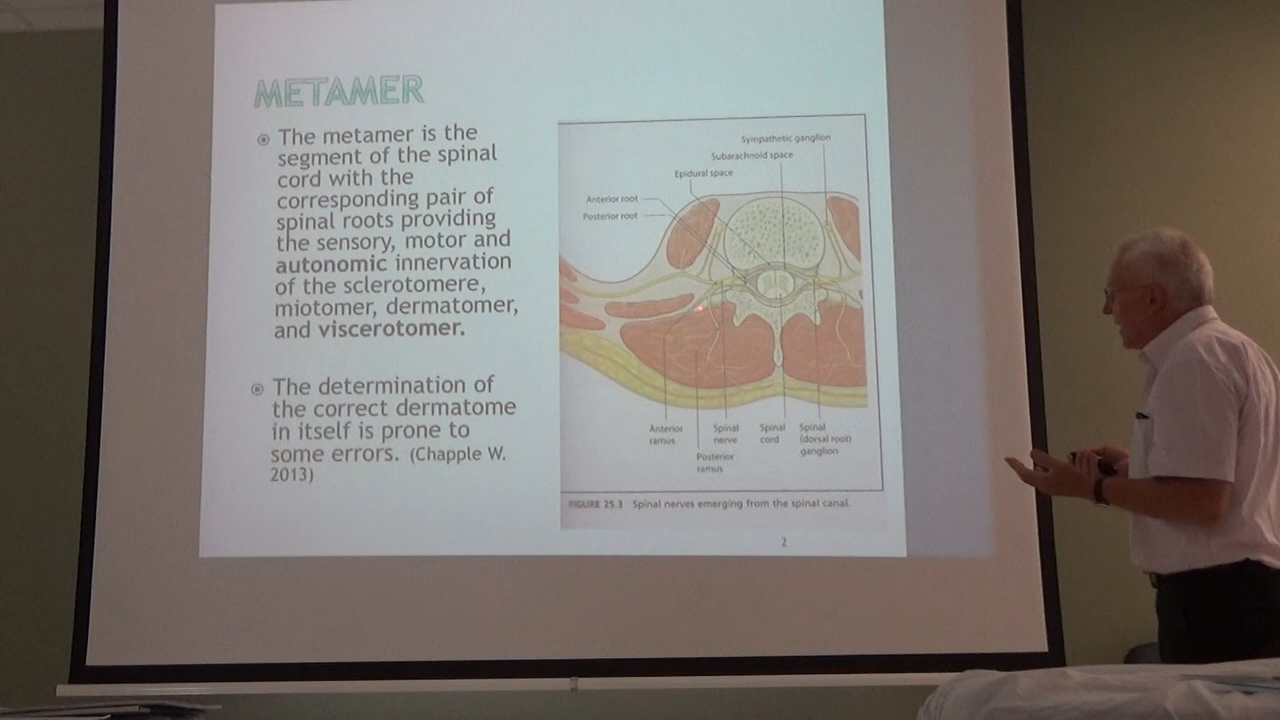 METAMER
The metamer is the
segment of the spinal
cord with the
corresponding pair of
spinal roots providing
the sensory, motor and
autonomic innervation
of the sclerotomere,
miotomer, dermatomer,
and viscerotomer.
The determination of
the correct dermatome
in itself is prone to
some errors. (Chapple W.
2013)
Sympathetic ganglion
Subarachnoid space
Epidural space
Anterior root
Posterior root
Anterior
ramus
Posterior
ramus
Spinal
nerve
Spinal
cord
Spinal
(dorsal root)
ganglion
FIGURE 25.3 Spinal nerves emerging from the spinal canal.
2